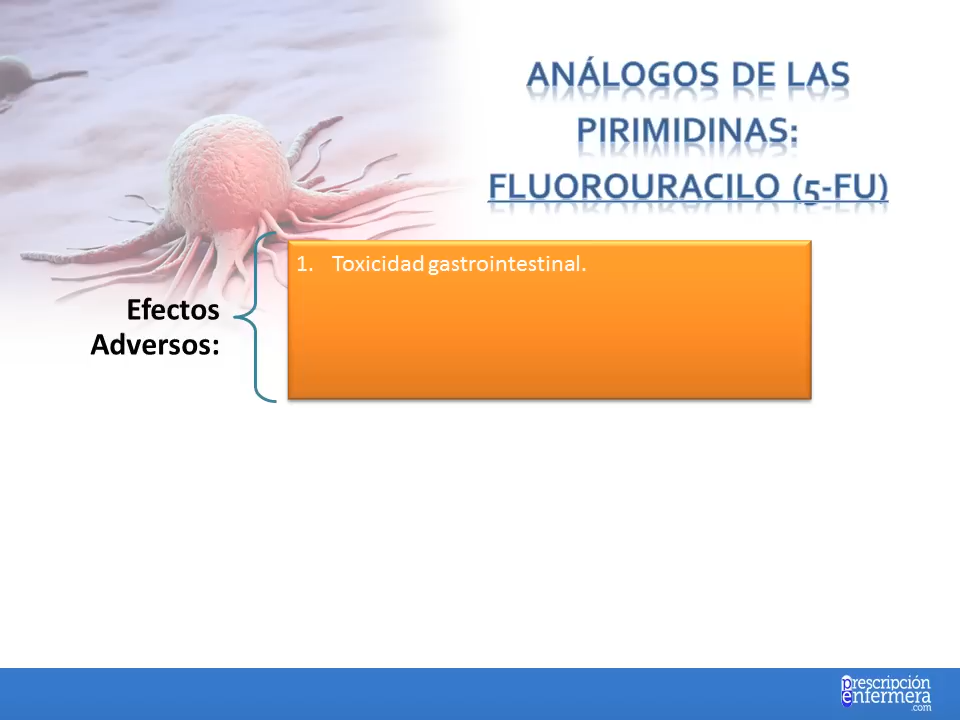 ANÁLOGOS DE LAS
PIRIMIDINAS:
FLUOROURACILO (5-FU)
1. Toxicidad gastrointestinal.
Efectos
Adversos:
prescripción
enfermera
.com